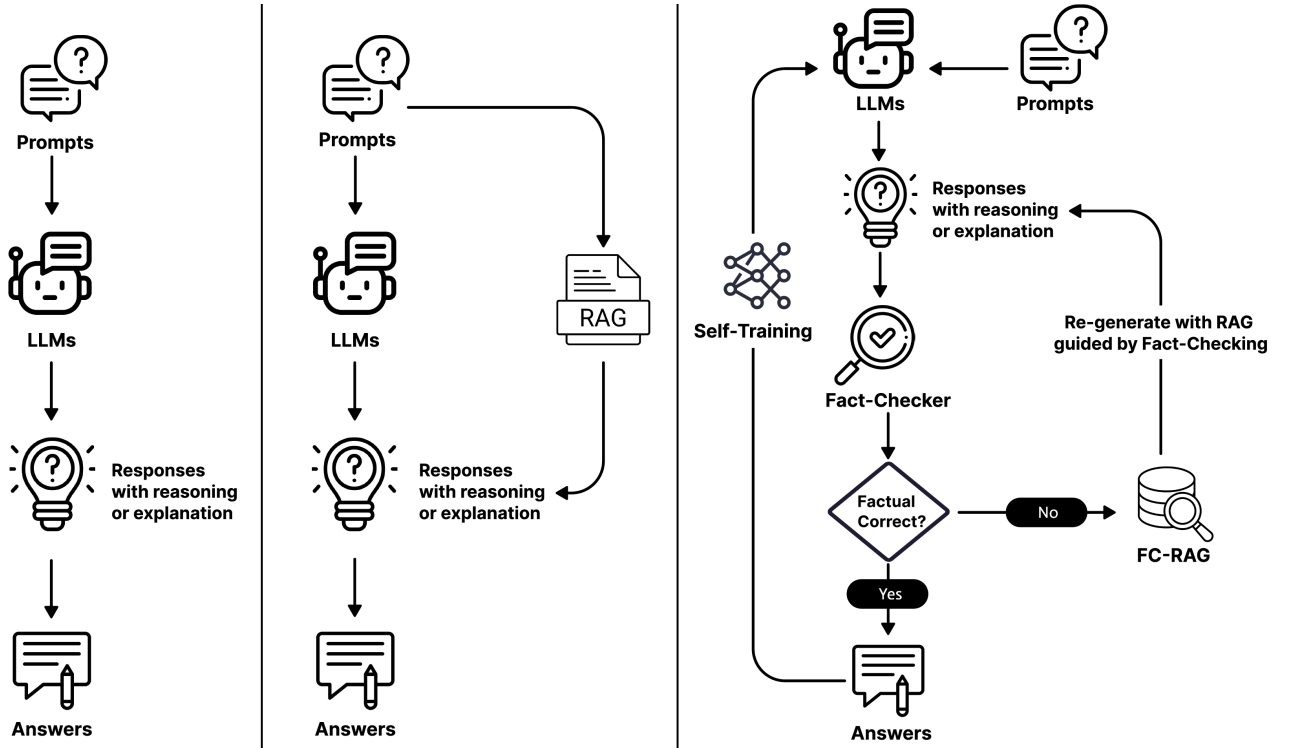 Prompts
LLMs
Responses
with reasoning
or explanation
Answers
Prompts
LLMs
RAG
Responses
with reasoning
or explanation
Answers
LLMs
Prompts
Responses
with reasoning
or explanation
Self-Training
Re-generate with RAG
guided by Fact-Checking
Fact-Checker
Factual
Correct?
No
FC-RAG
Yes
Answers